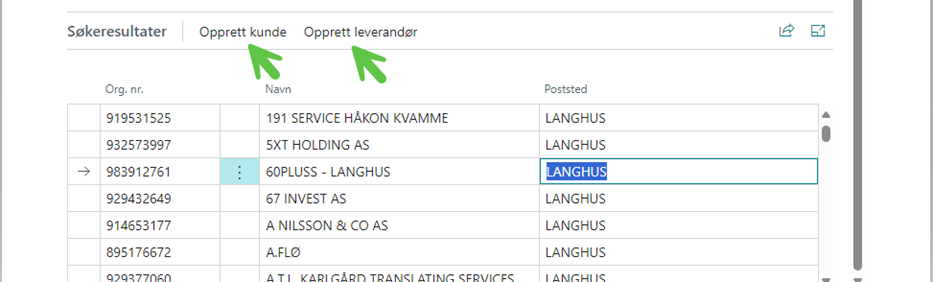 Søkeresultater Opprett kunde Opprett leverandør
Org. nr. Navn Poststed
919531525 191 SERVICE HÅKON KVAMME LANGHUS
932573997 5XT HOLDING AS LANGHUS
983912761 60PLUSS - LANGHUS LANGHUS
929432649 67 INVEST AS LANGHUS
914653177 A NILSSON & CO AS LANGHUS
895176672 A.FLØ LANGHUS
929377060 A.T.L. KARLGÅRD TRANSLATING SERVICES LANGHUS